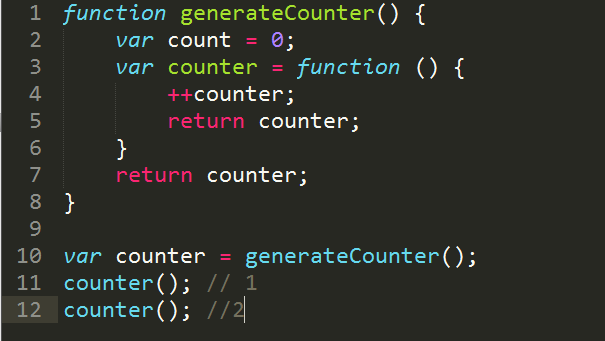 1 function generateCounter() {
2     var count = 0;
3     var counter = function () {
4         ++counter;
5         return counter;
6     }
7     return counter;
8 }
9
10 var counter = generateCounter();
11 counter(); // 1
12 counter(); //2